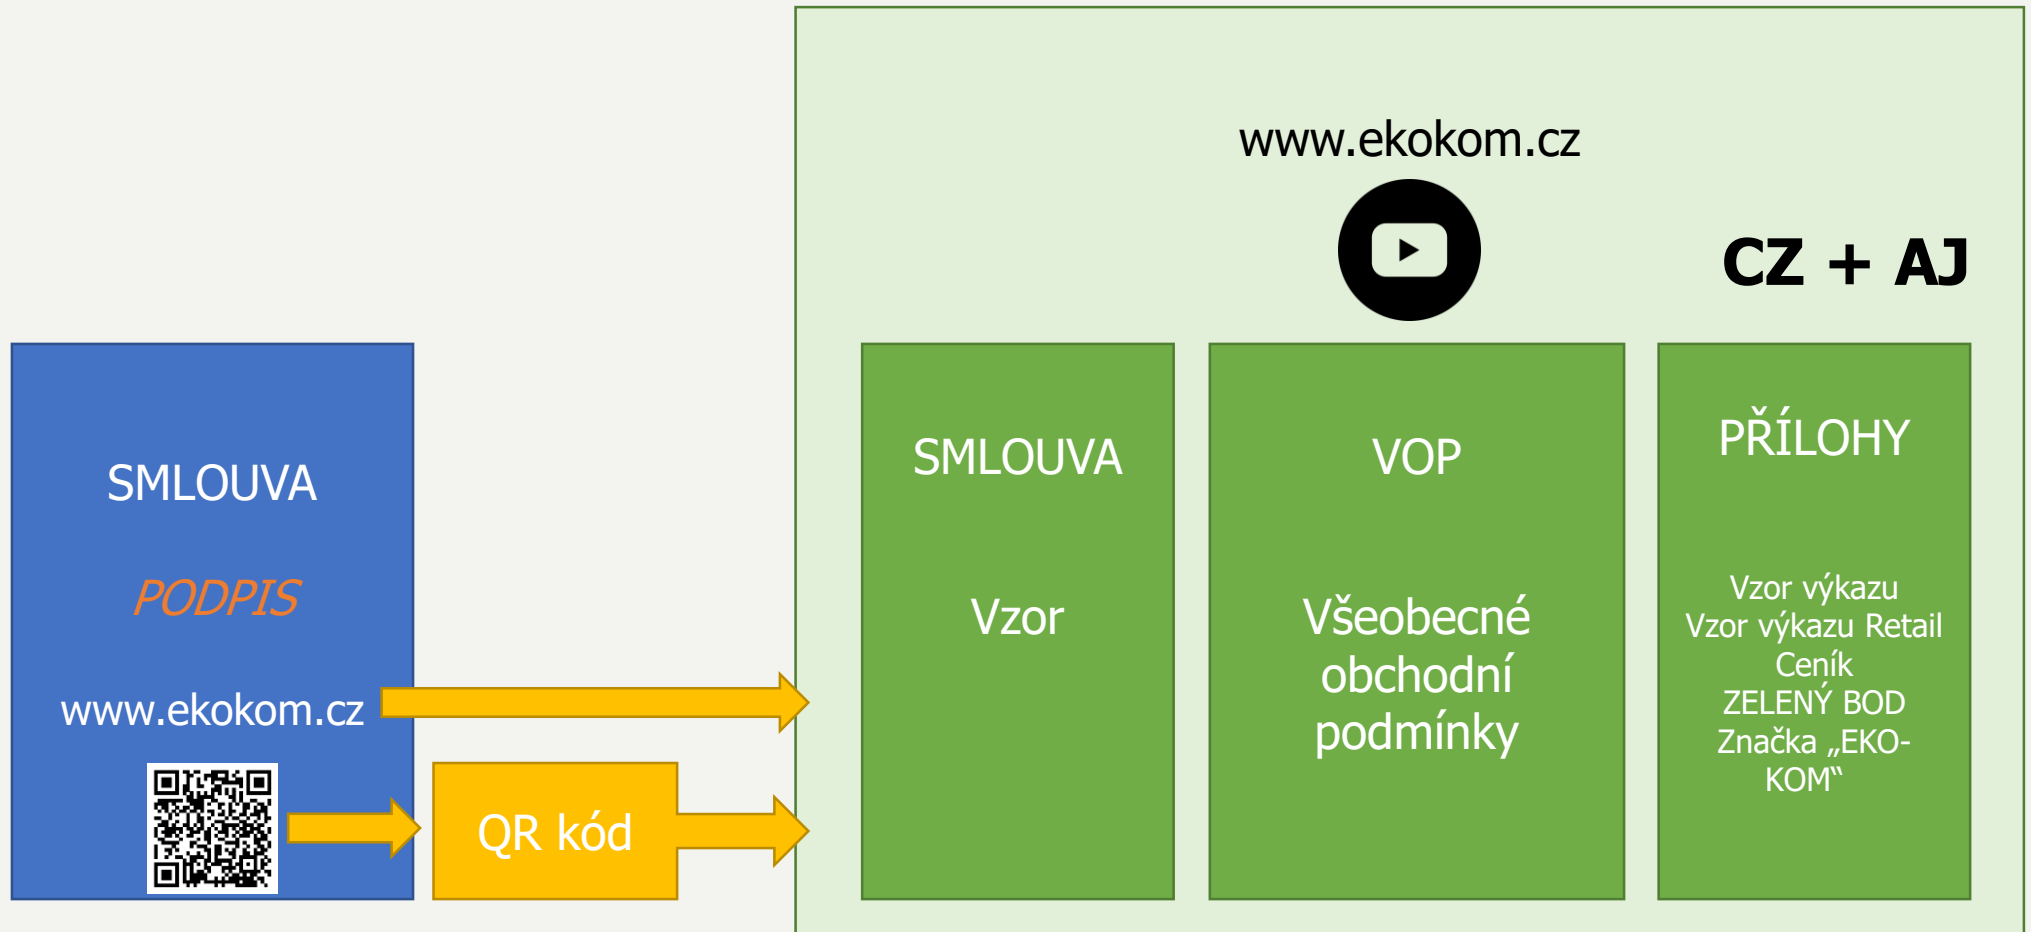 www.ekokom.cz
CZ + AJ
SMLOUVA
PODPIS
www.ekokom.cz
QR kód
SMLOUVA
Vzor
VOP
Všeobecné
obchodní
podmínky
PŘÍLOHY
Vzor výkazu
Vzor výkazu Retail
Ceník
ZELENÝ BOD
Značka „EKO-
KOM“